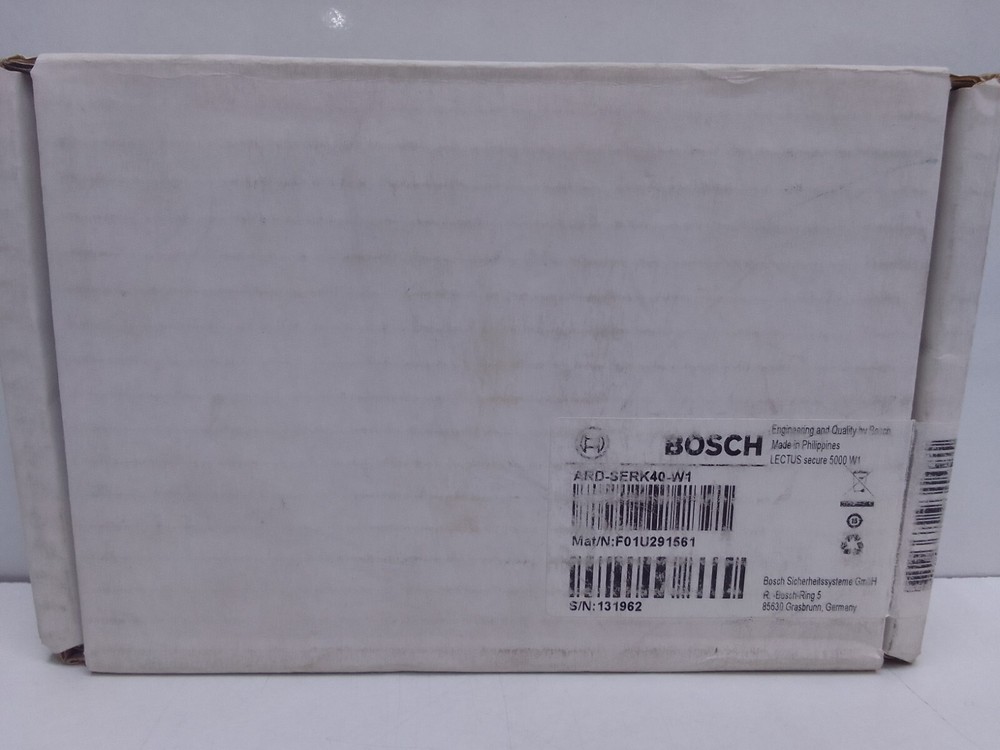 BOSCH
Engineering and Quality by Bosch
Made in Philippines
LECTUS secure 5000 W1
ARD-SERK40-W1
Mat/N:F01U291561
S/N:131962
Bosch Sicherheitssysteme GmbH
R.-Bosch-Ring 5
85630 Grasbrunn, Germany